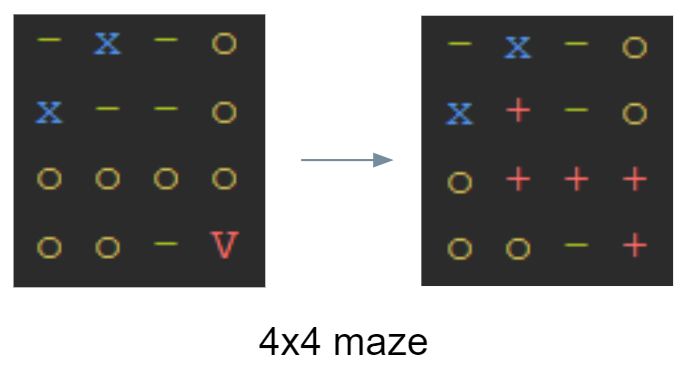 — x — o
x — — o
o o o o
o o — V
— x — o
x + — o
o + + +
o o — +
4x4 maze